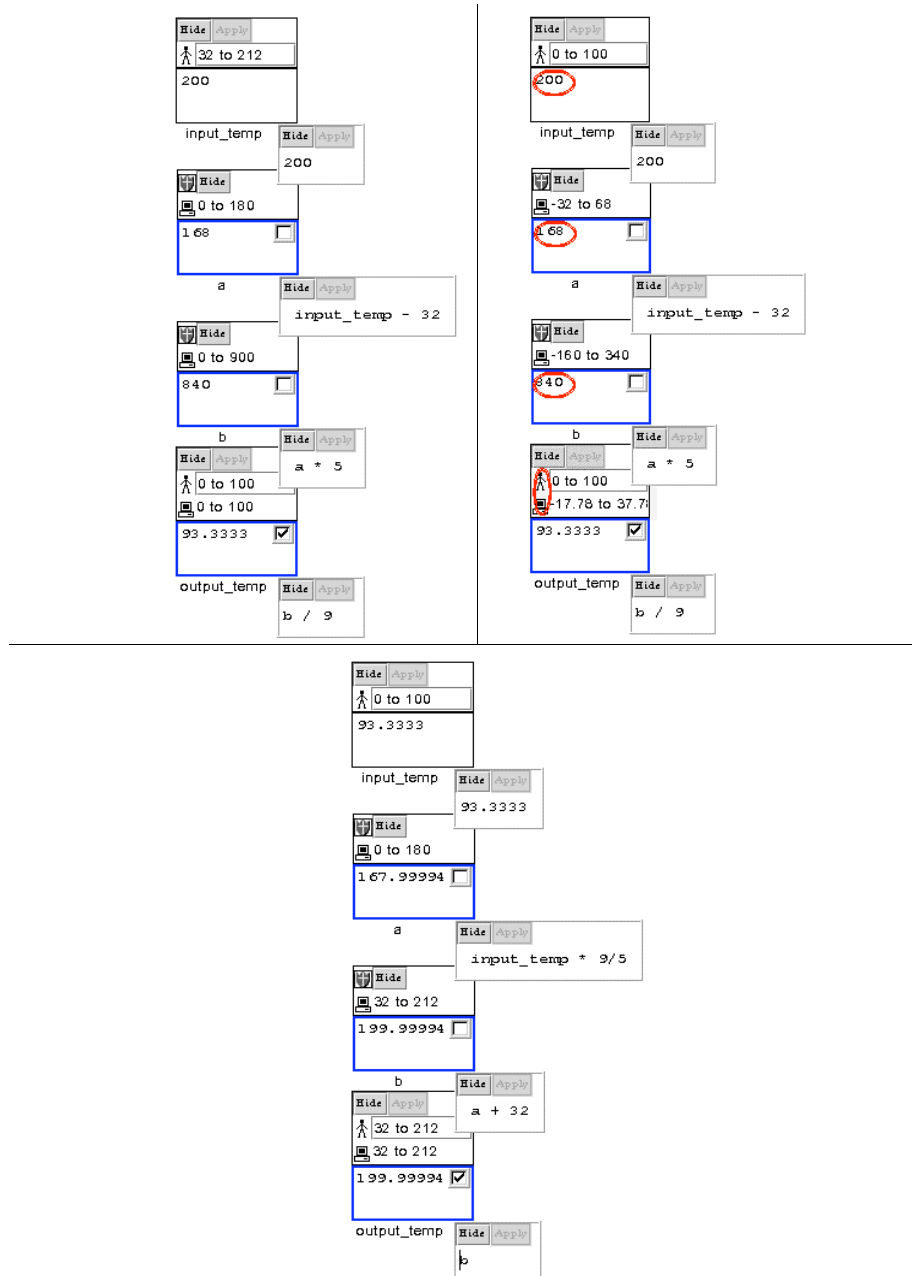 Hide Apply
32 to 212
200
input_temp
Hide Apply
200
Hide
0 to 180
168
a
Hide Apply
input_temp - 32
Hide
0 to 900
840
b
Hide Apply
a * 5
Hide Apply
0 to 100
0 to 100
93.3333
output_temp
Hide Apply
b / 9
Hide Apply
0 to 100
200
input_temp
Hide Apply
200
Hide
-32 to 68
168
a
Hide Apply
input_temp - 32
Hide
-160 to 340
840
b
Hide Apply
a * 5
Hide Apply
0 to 100
-17.78 to 37.78
93.3333
output_temp
Hide Apply
b / 9
Hide Apply
0 to 100
93.3333
input_temp
Hide Apply
93.3333
Hide
0 to 180
167.99994
a
Hide Apply
input_temp * 9/5
Hide
32 to 212
199.99994
b
Hide Apply
a + 32
Hide Apply
32 to 212
32 to 212
199.99994
output_temp
Hide Apply
b